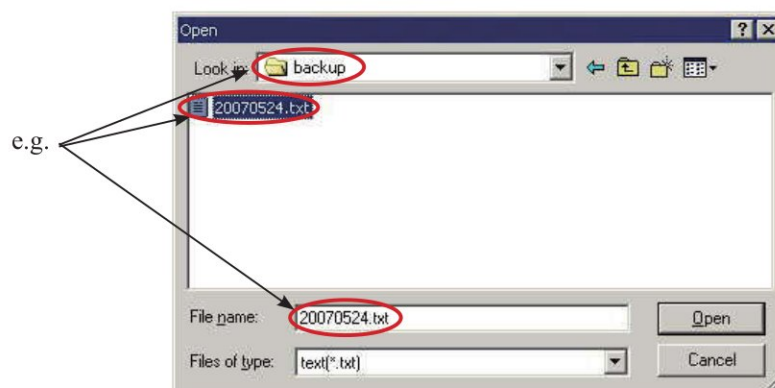 Open
Look in: backup
20070524.txt
e.g.
File name: 20070524.txt Open
Files of type: text(*.txt) Cancel